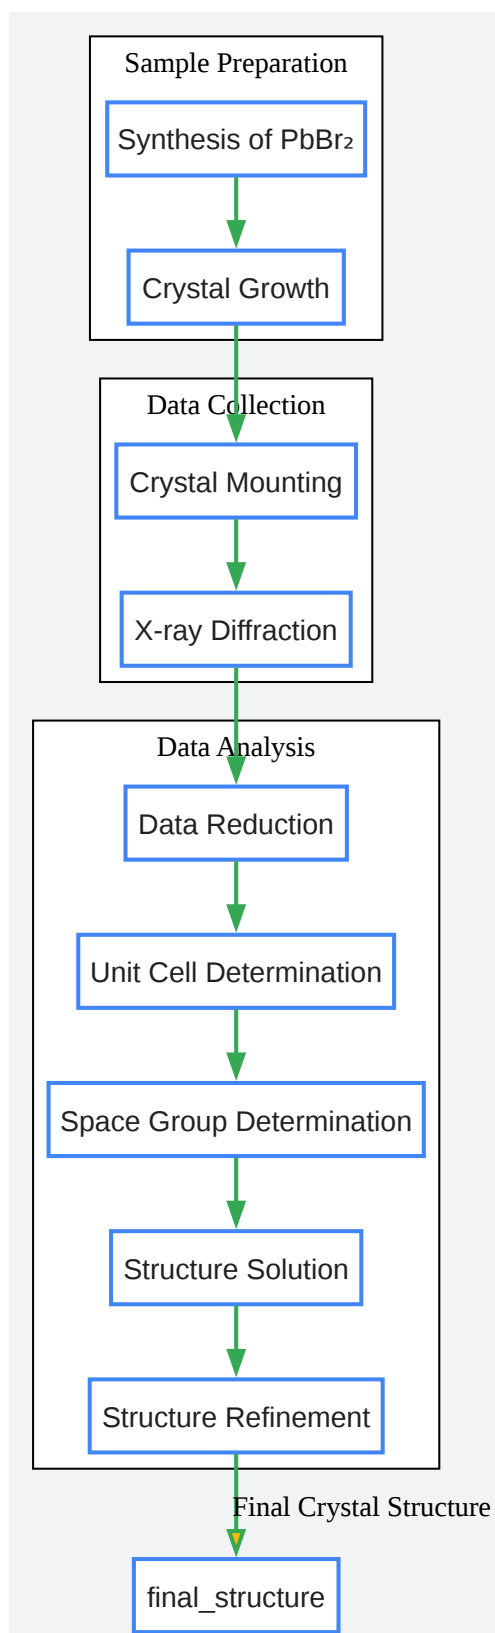 Sample Preparation
Synthesis of PbBr₂
Crystal Growth
Data Collection
Crystal Mounting
X-ray Diffraction
Data Analysis
Data Reduction
Unit Cell Determination
Space Group Determination
Structure Solution
Structure Refinement
Final Crystal Structure
final_structure